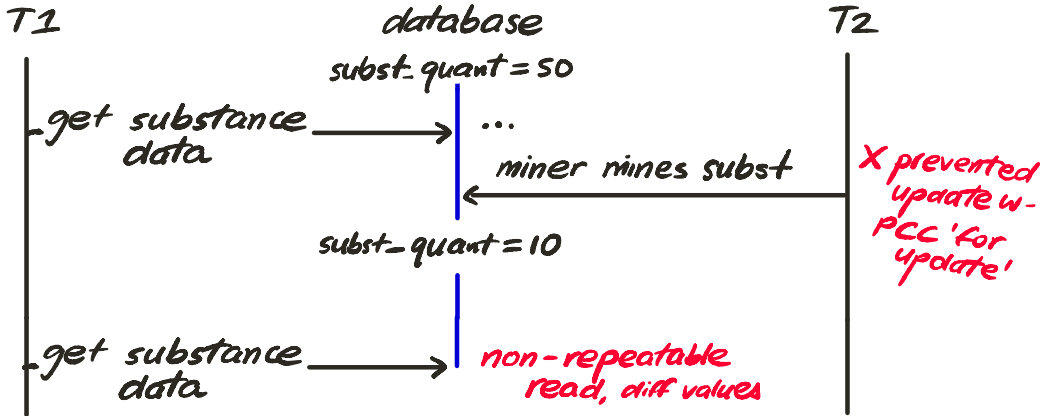 T1
database
T2
subst_quant = 50
get substance
data
...
miner mines subst
X prevented
update w-
PCC 'for
update'
subst_quant = 10
get substance
data
non-repeatable
read, diff values